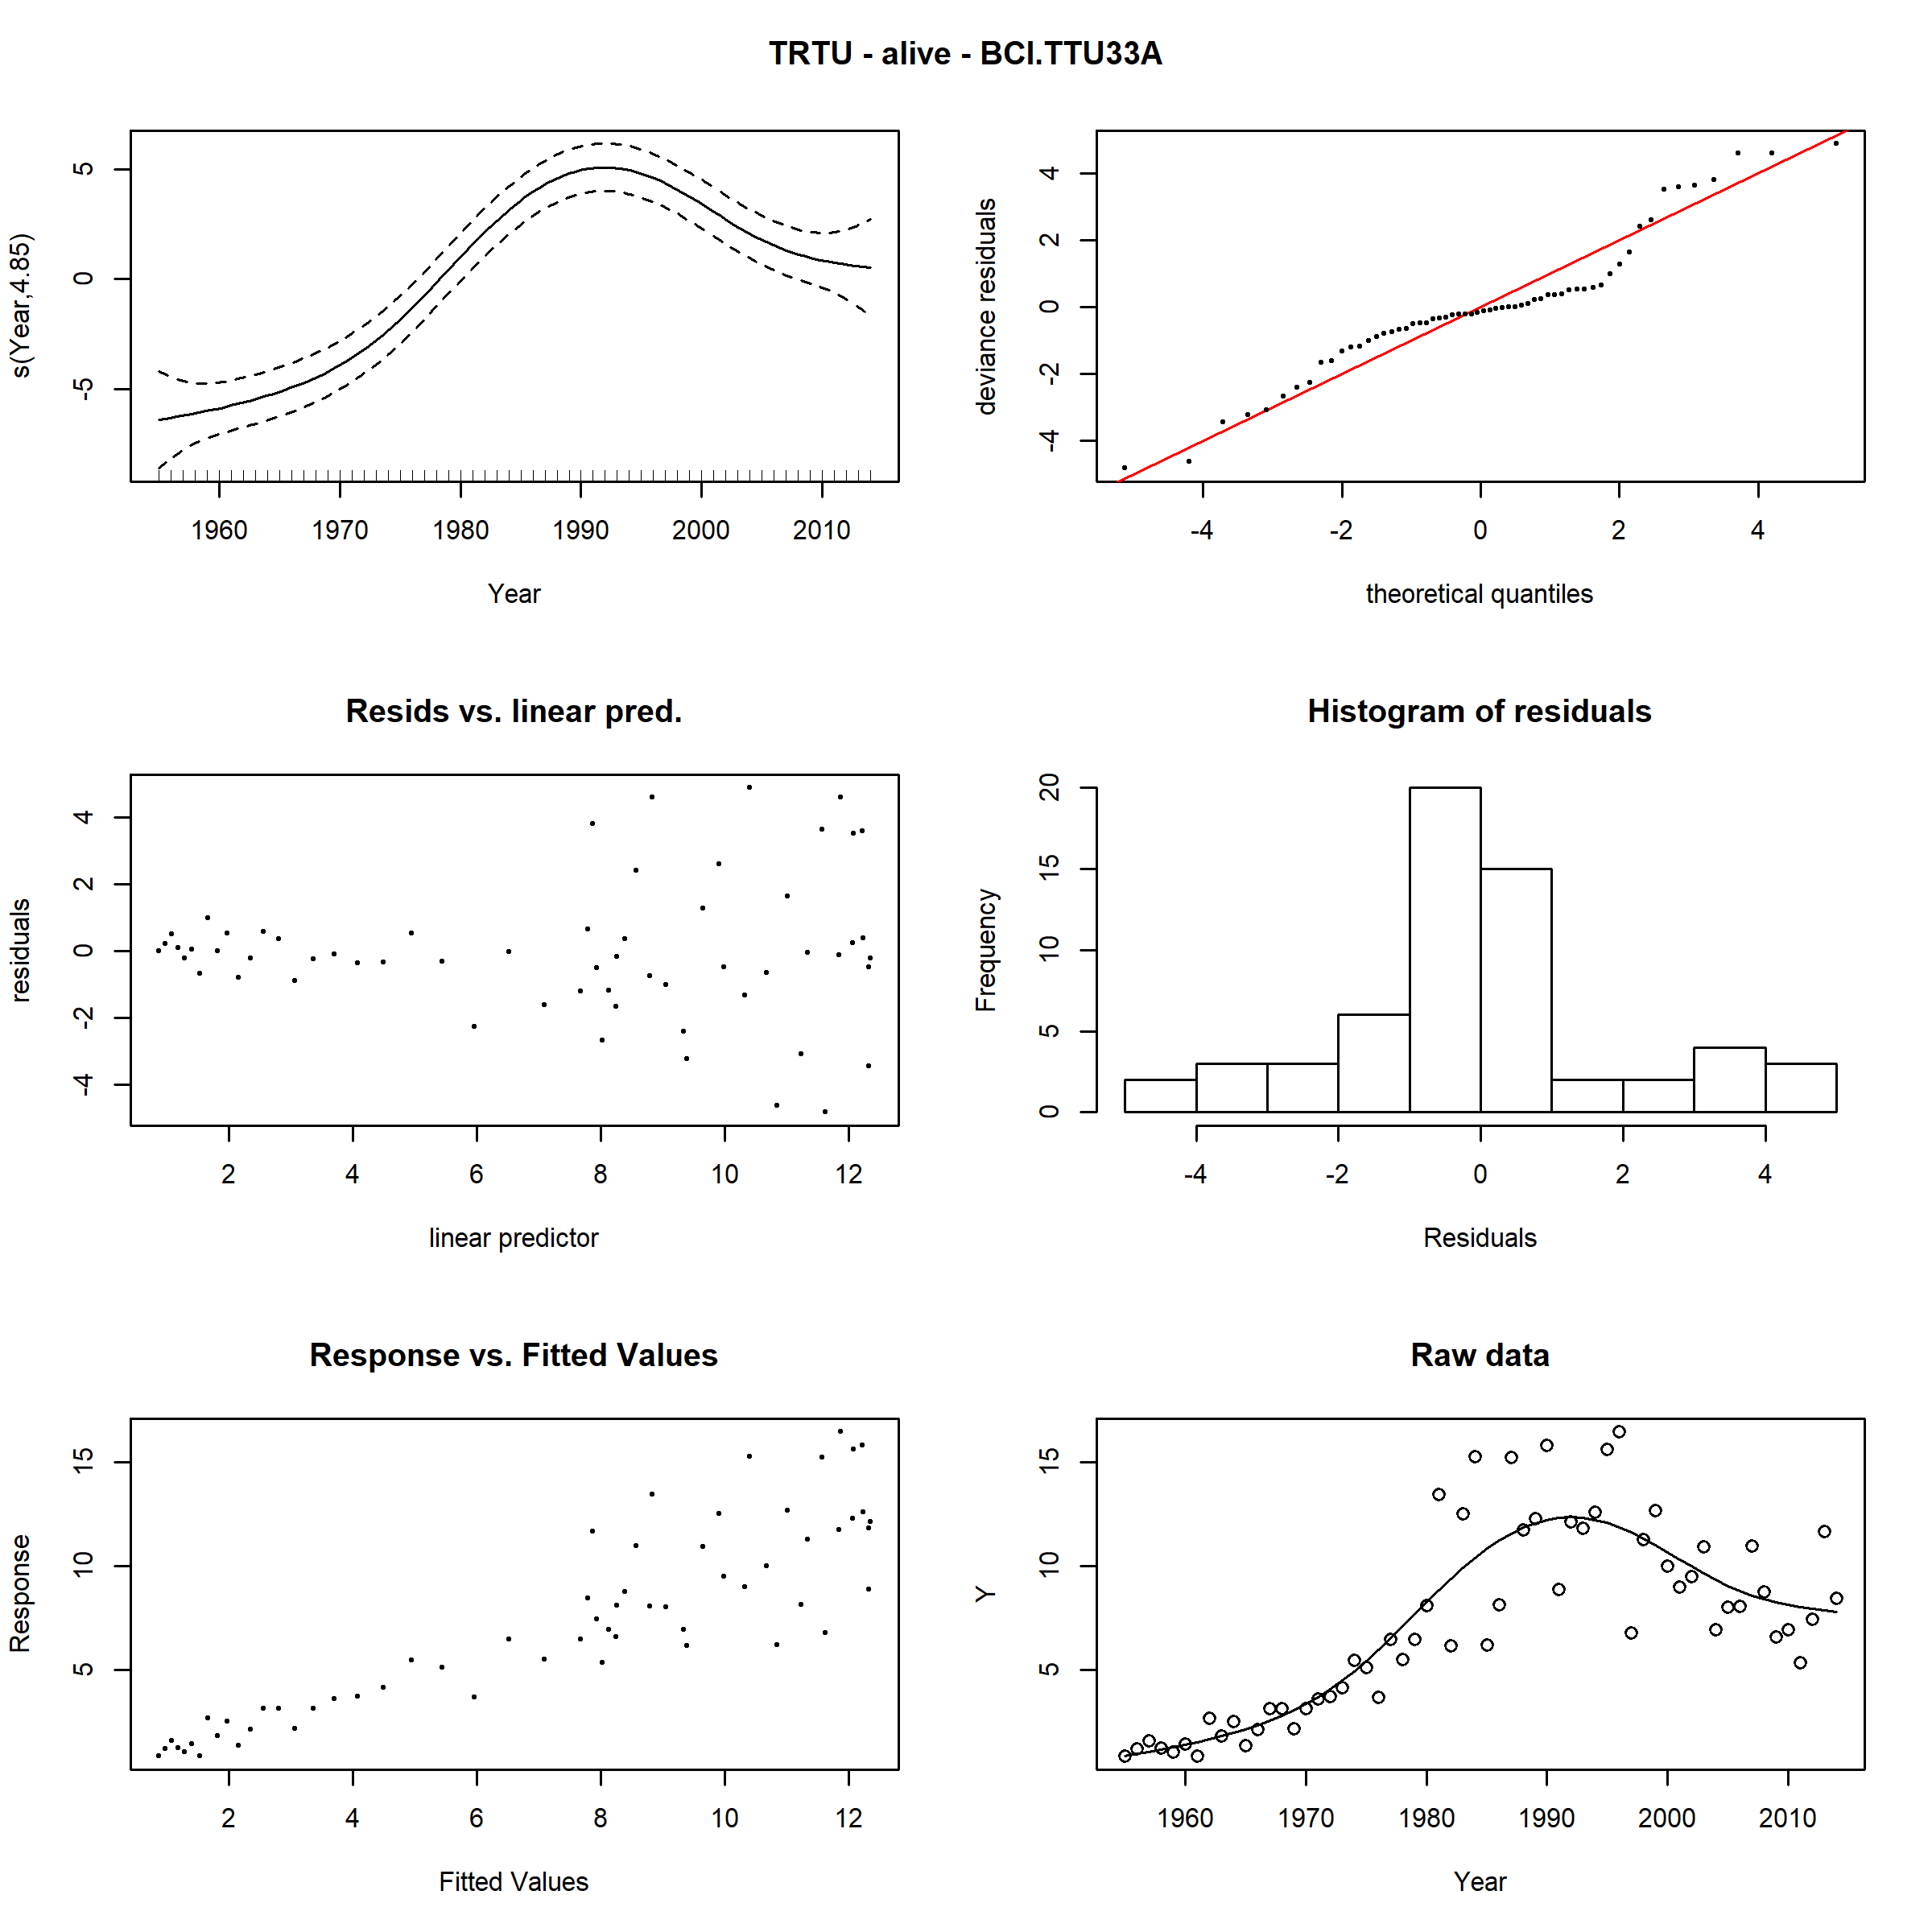 TRTU - alive - BCI.TTU33A
s(Year,4.85)
5
0
-5
1960 1970 1980 1990 2000 2010
Year
deviance residuals
4
2
0
-2
-4
-4 -2 0 2 4
theoretical quantiles
Resids vs. linear pred.
residuals
4
2
0
-2
-4
2 4 6 8 10 12
linear predictor
Histogram of residuals
Frequency
20
15
10
5
0
-4 -2 0 2 4
Residuals
Response vs. Fitted Values
Response
15
10
5
2 4 6 8 10 12
Fitted Values
Raw data
Y
15
10
5
1960 1970 1980 1990 2000 2010
Year